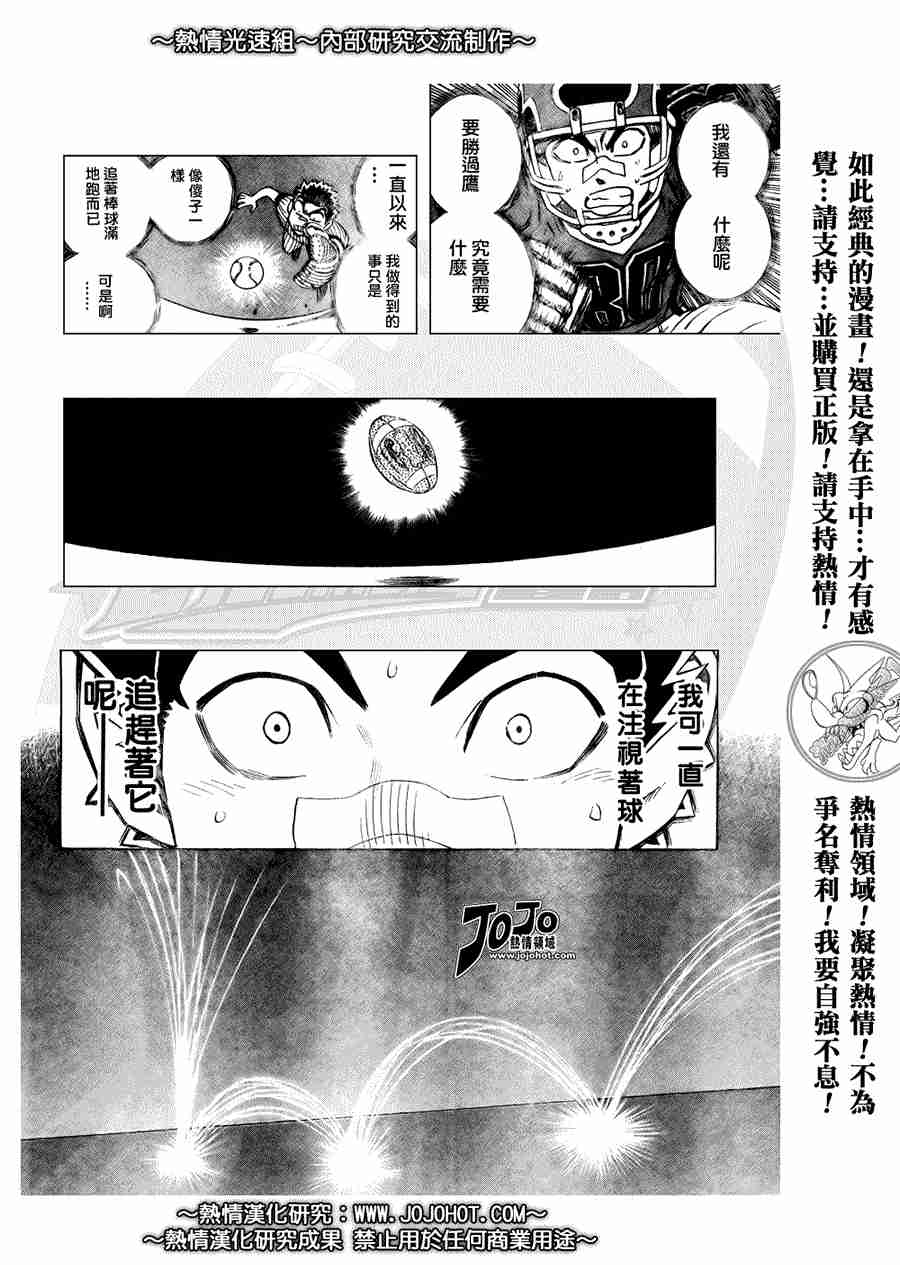 ～熱情光速組～內部研究交流制作～
我還有
什麼呢
要勝過鷹
究竟需要
什麼
一直以來
…
我做得到的
事只是
像傻子一
樣
追著棒球滿
地跑而已
可是啊
……
我可一直
在注視著球
追趕著它
呢——
JOJO
熱情領域
www.jojohot.com
如此經典的漫畫！還是拿在手中…才有感
覺…請支持…並購買正版！請支持熱情！
熱情領域！凝聚熱情！不為
爭名奪利！我要自強不息！
～熱情漢化研究：WWW.JOJOHOT.COM～
～熱情漢化研究成果 禁止用於任何商業用途～